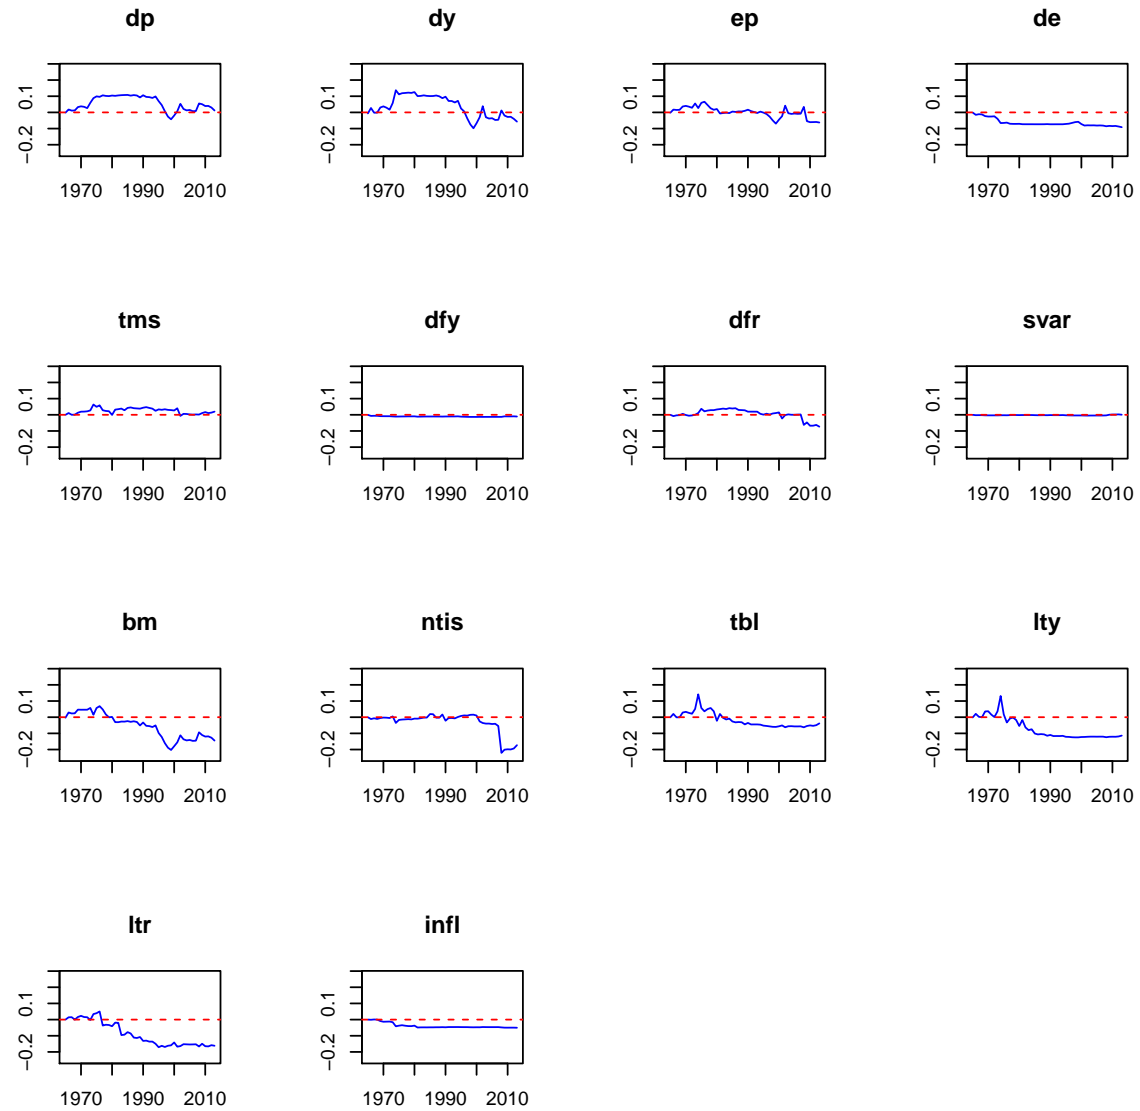 dp dy ep de
0.1 0.1 0.1 0.1
−0.2 −0.2 −0.2 −0.2
1970 1990 2010 1970 1990 2010 1970 1990 2010 1970 1990 2010
tms dfy dfr svar
0.1 0.1 0.1 0.1
−0.2 −0.2 −0.2 −0.2
1970 1990 2010 1970 1990 2010 1970 1990 2010 1970 1990 2010
bm ntis tbl lty
0.1 0.1 0.1 0.1
−0.2 −0.2 −0.2 −0.2
1970 1990 2010 1970 1990 2010 1970 1990 2010 1970 1990 2010
ltr infl
0.1 0.1
−0.2 −0.2
1970 1990 2010 1970 1990 2010